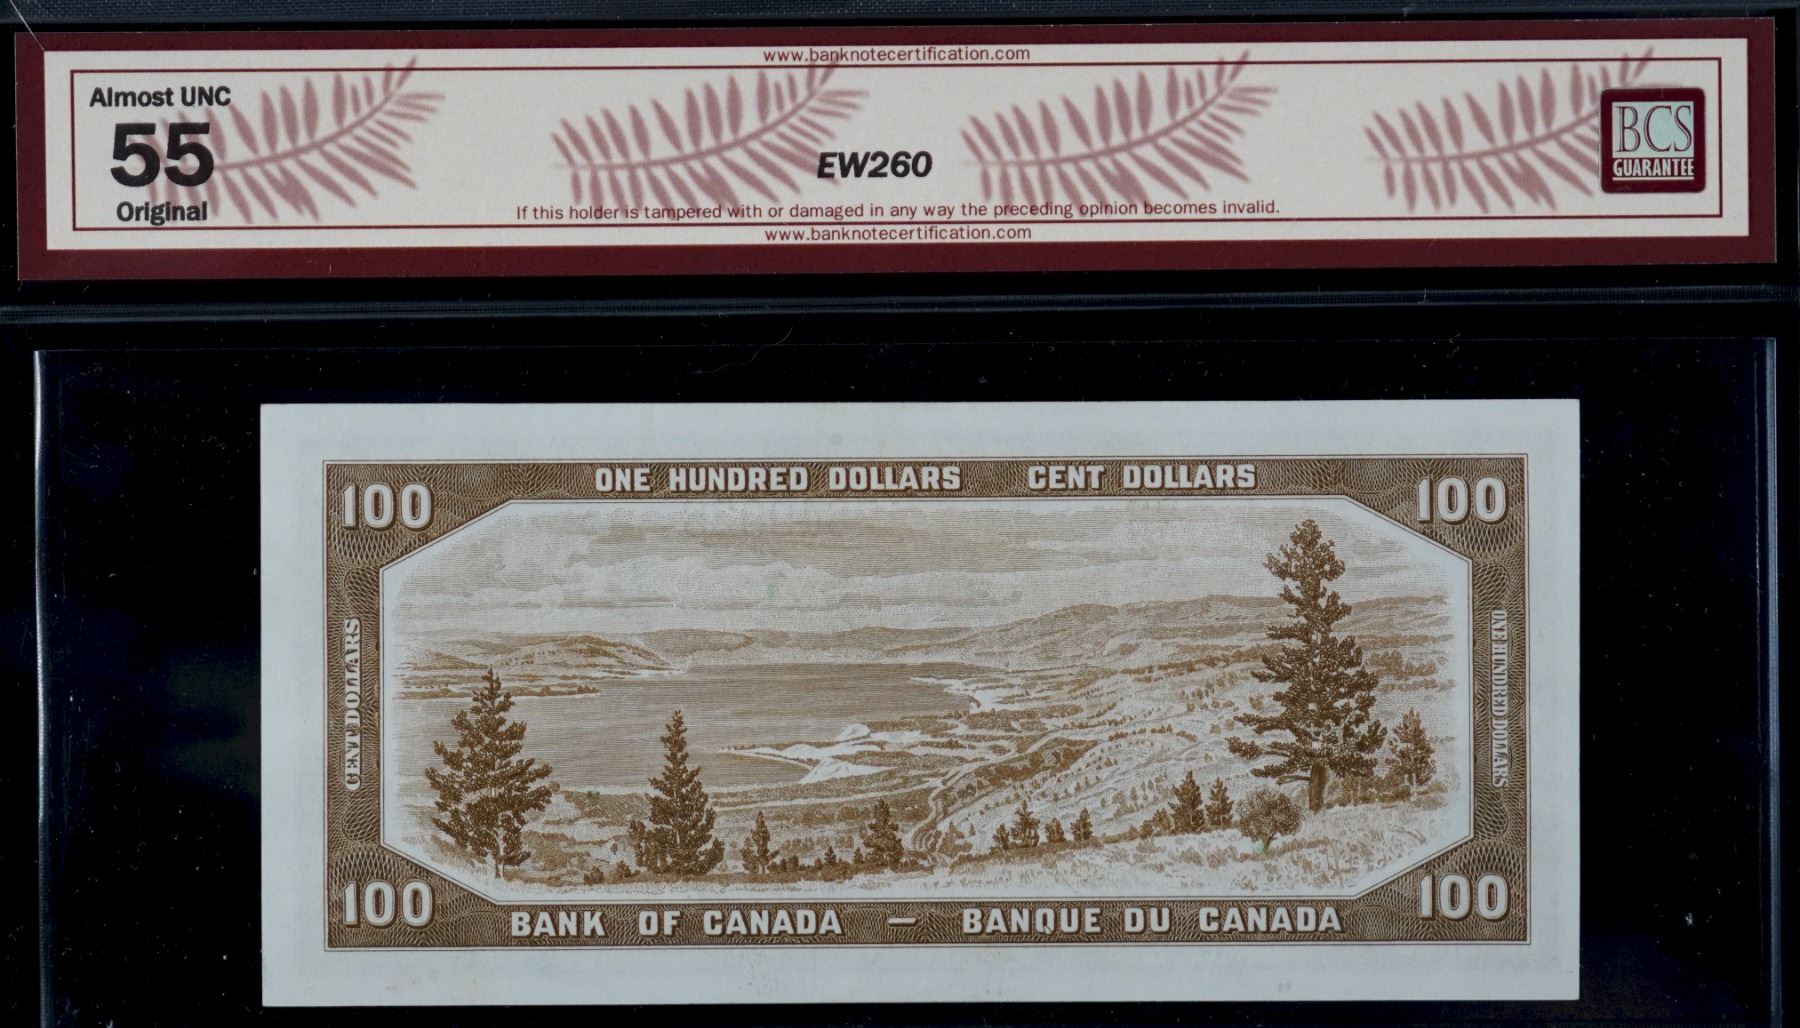 www.banknotecertification.com
Almost UNC
55
Original
EW260
BCS
GUARANTEE
If this holder is tampered with or damaged in any way the preceding opinion becomes invalid.
www.banknotecertification.com
ONE HUNDRED DOLLARS CENT DOLLARS
100
100
CENT DOLLARS
ONE HUNDRED DOLLARS
100
100
BANK OF CANADA — BANQUE DU CANADA